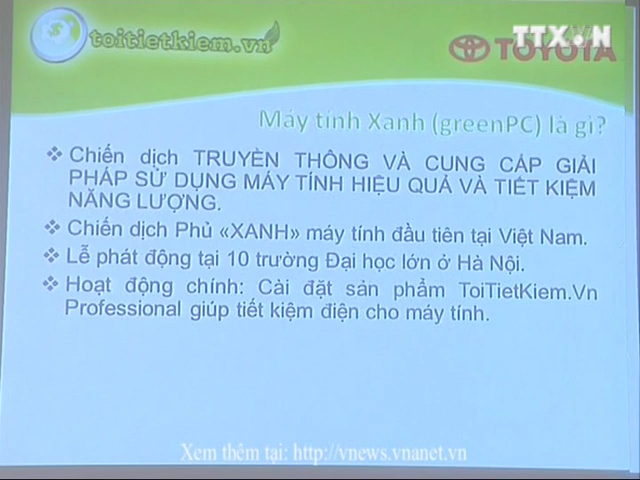 toitietkiem.vn
TTXVN
TOYOTA
Máy tính Xanh (greenPC) là gì?
❖ Chiến dịch TRUYỀN THÔNG VÀ CUNG CẤP GIẢI
PHÁP SỬ DỤNG MÁY TÍNH HIỆU QUẢ VÀ TIẾT KIỆM
NĂNG LƯỢNG.
❖ Chiến dịch Phủ «XANH» máy tính đầu tiên tại Việt Nam.
❖ Lễ phát động tại 10 trường Đại học lớn ở Hà Nội.
❖ Hoạt động chính: Cài đặt sản phẩm ToiTietKiem.Vn
Professional giúp tiết kiệm điện cho máy tính.
Xem thêm tại: http://vnews.vnanet.vn